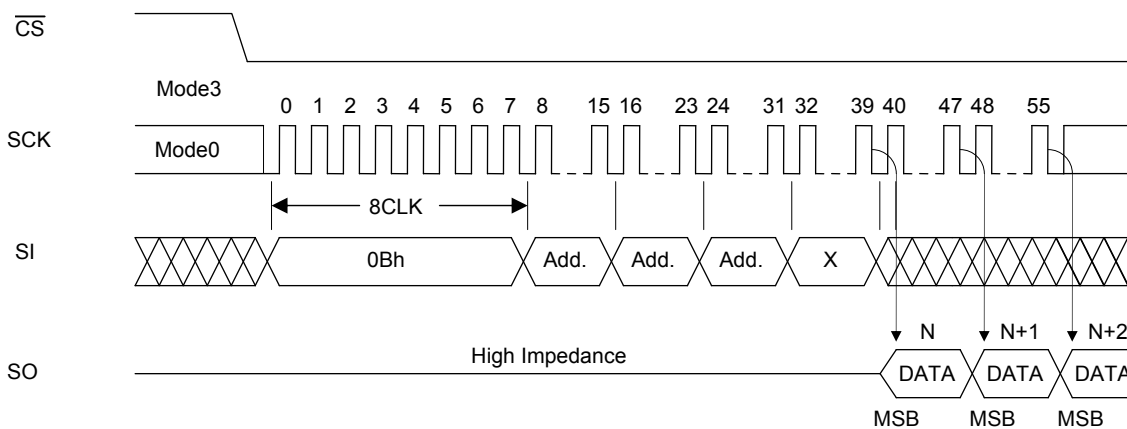 CS
Mode3
0 1 2 3 4 5 6 7 8 15 16 23 24 31 32 39 40 47 48 55
SCK
Mode0
8CLK
SI
0Bh Add. Add. Add. X
N N+1 N+2
High Impedance
SO
DATA DATA DATA
MSB MSB MSB